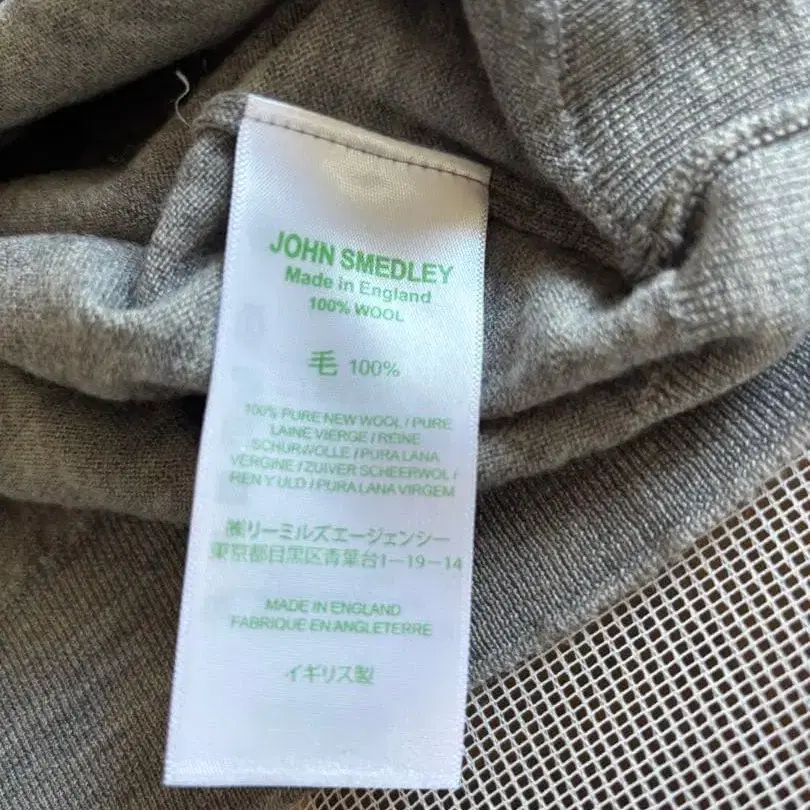 JOHN SMEDLEY
Made in England
100% WOOL
毛 100%
100% PURE NEW WOOL / PURE
LAINE VIERGE / REINE
SCHURWOLLE / PURA LANA
VERGINE / ZUIVER SCHEERWOL /
REN Y ULD / PURA LANA VIRGEM
㈱リーミルズエージェンシー
東京都目黒区青葉台1－19－14
MADE IN ENGLAND
FABRIQUE EN ANGLETERRE
イギリス製